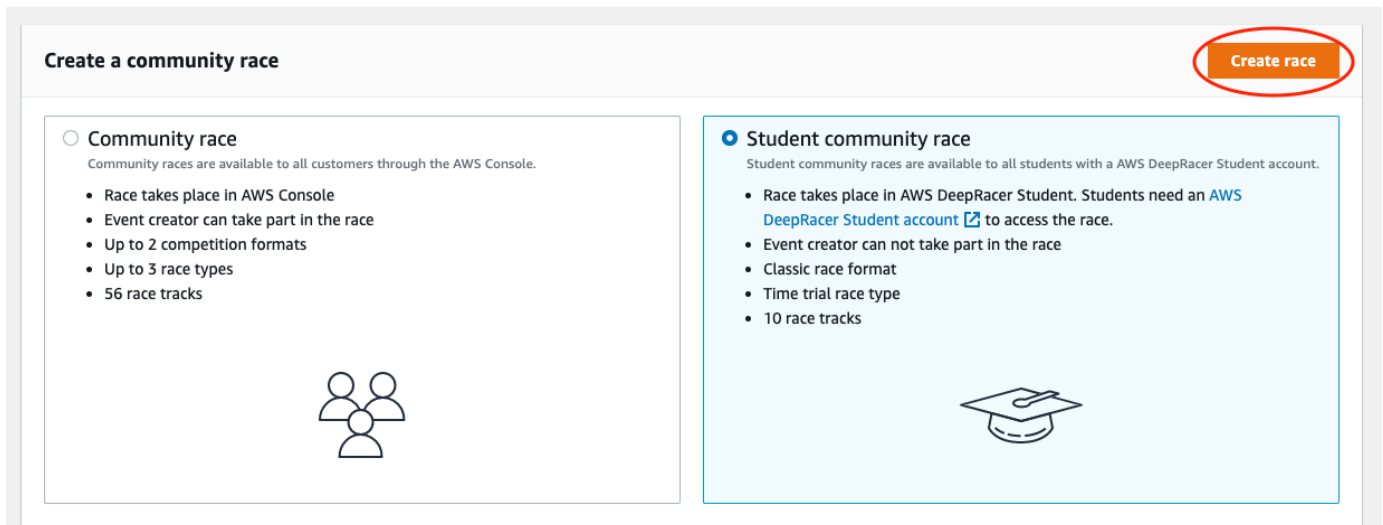 Create a community race
Create race
Community race
Community races are available to all customers through the AWS Console.
• Race takes place in AWS Console
• Event creator can take part in the race
• Up to 2 competition formats
• Up to 3 race types
• 56 race tracks
Student community race
Student community races are available to all students with a AWS DeepRacer Student account.
• Race takes place in AWS DeepRacer Student. Students need an AWS
DeepRacer Student account to access the race.
• Event creator can not take part in the race
• Classic race format
• Time trial race type
• 10 race tracks